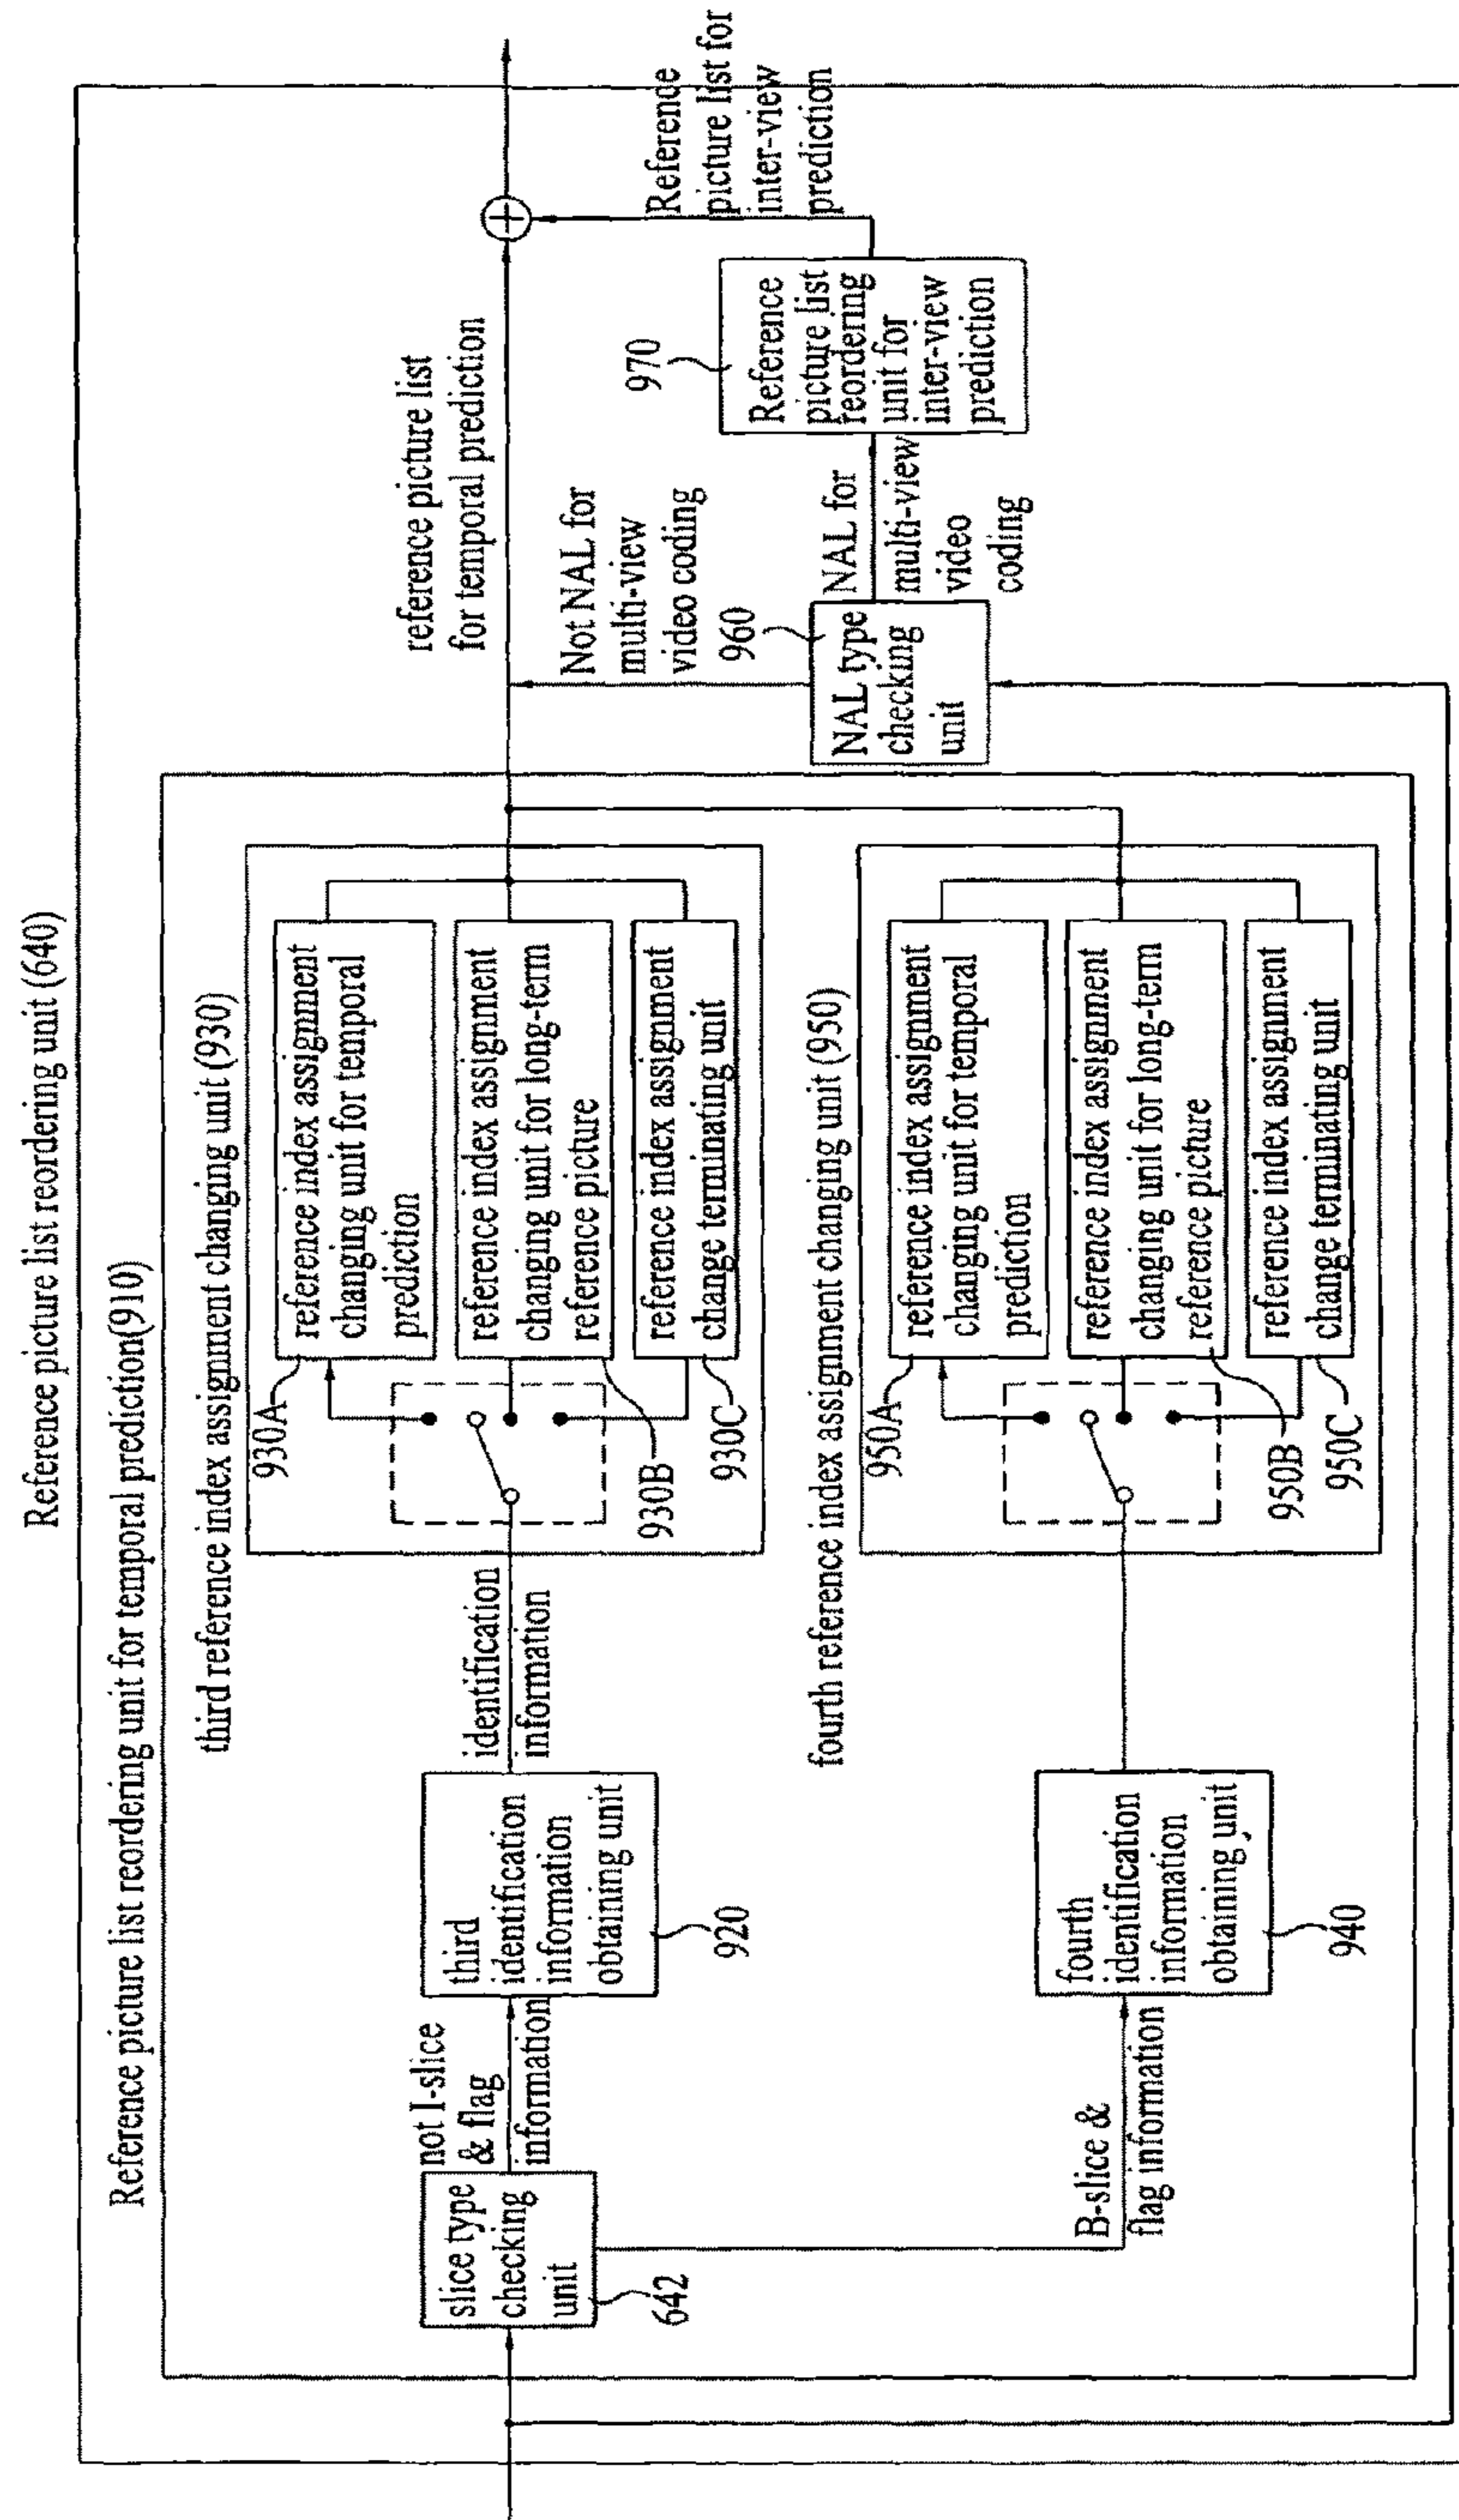 Reference picture list reordering unit (640)
Reference picture list reordering unit for temporal prediction(910)
third reference index assignment changing unit (930)
slice type
checking
unit
642
not I-slice
& flag
information
third
identification
information
obtaining unit
920
identification
information
930A
930B
930C
reference index assignment
changing unit for temporal
prediction
reference index assignment
changing unit for long-term
reference picture
reference index assignment
change terminating unit
B-slice &
flag information
fourth
identification
information
obtaining unit
940
fourth reference index assignment changing unit (950)
950A
950B
950C
reference index assignment
changing unit for temporal
prediction
reference index assignment
changing unit for long-term
reference picture
reference index assignment
change terminating unit
reference picture list
for temporal prediction
Not NAL for
multi-view
video coding
960
NAL type
checking
unit
NAL for
multi-view
video
coding
970
Reference
picture list
reordering
unit for
inter-view
prediction
Reference
picture list for
inter-view
prediction